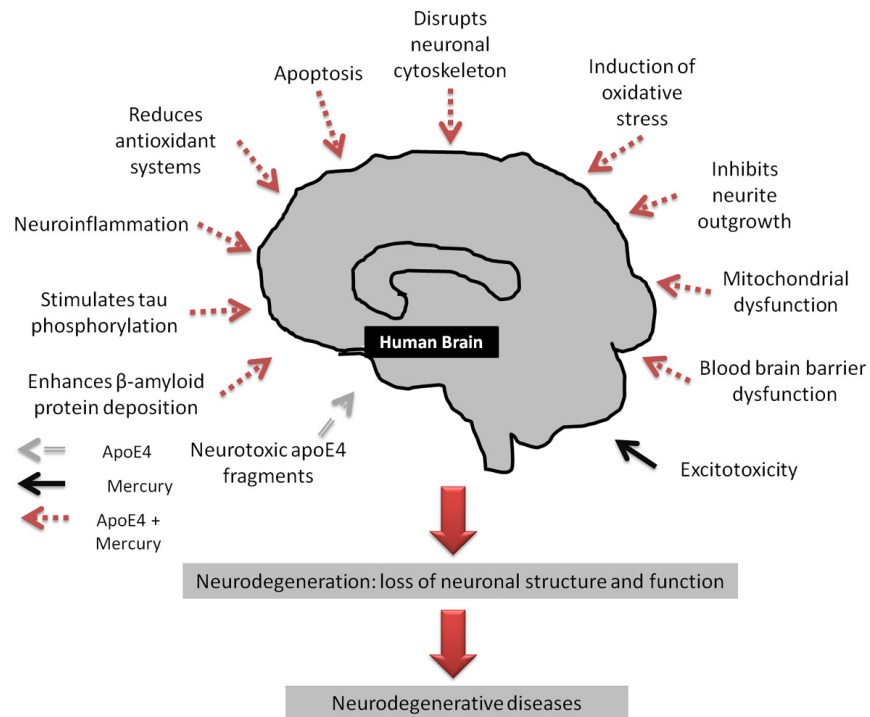 Disrupts
neuronal
cytoskeleton
Apoptosis
Induction of
oxidative
stress
Reduces
antioxidant
systems
Inhibits
neurite
outgrowth
Neuroinflammation
Mitochondrial
dysfunction
Stimulates tau
phosphorylation
Human Brain
Blood brain barrier
dysfunction
Enhances β-amyloid
protein deposition
Neurotoxic apoE4
fragments
Excitotoxicity
ApoE4
Mercury
ApoE4 +
Mercury
Neurodegeneration: loss of neuronal structure and function
Neurodegenerative diseases